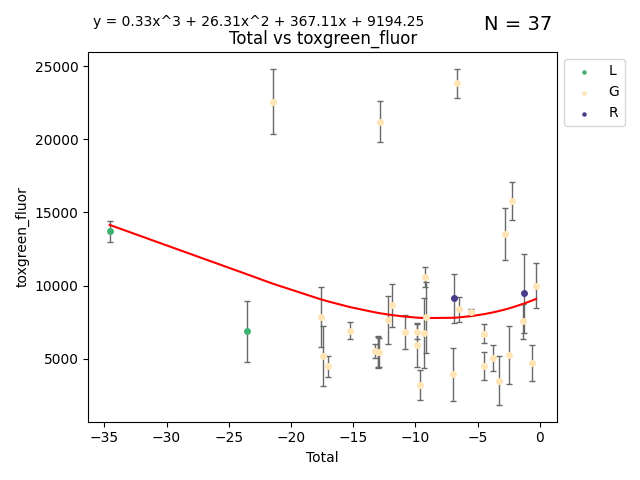 y = 0.33x^3 + 26.31x^2 + 367.11x + 9194.25
N = 37
Total vs toxgreen_fluor
L
G
R
25000
20000
15000
10000
5000
toxgreen_fluor
−35 −30 −25 −20 −15 −10 −5 0
Total